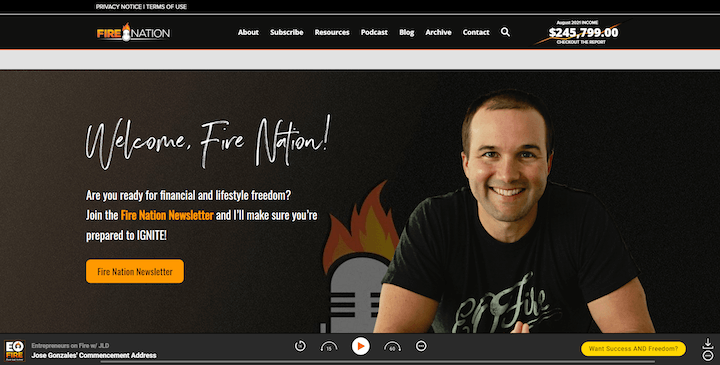 PRIVACY NOTICE I TERMS OF USE
FIRE NATION
About Subscribe Resources Podcast Blog Archive Contact
August 2021 INCOME
$245,799.00
CHECKOUT THE REPORT
Welcome, Fire Nation!
Are you ready for financial and lifestyle freedom?
Join the Fire Nation Newsletter and I'll make sure you're
prepared to IGNITE!
Fire Nation Newsletter
EO Fire
EO
FIRE
Entrepreneurs on Fire w/ JLD
Jose Gonzales' Commencement Address
15
60
Want Success AND Freedom?